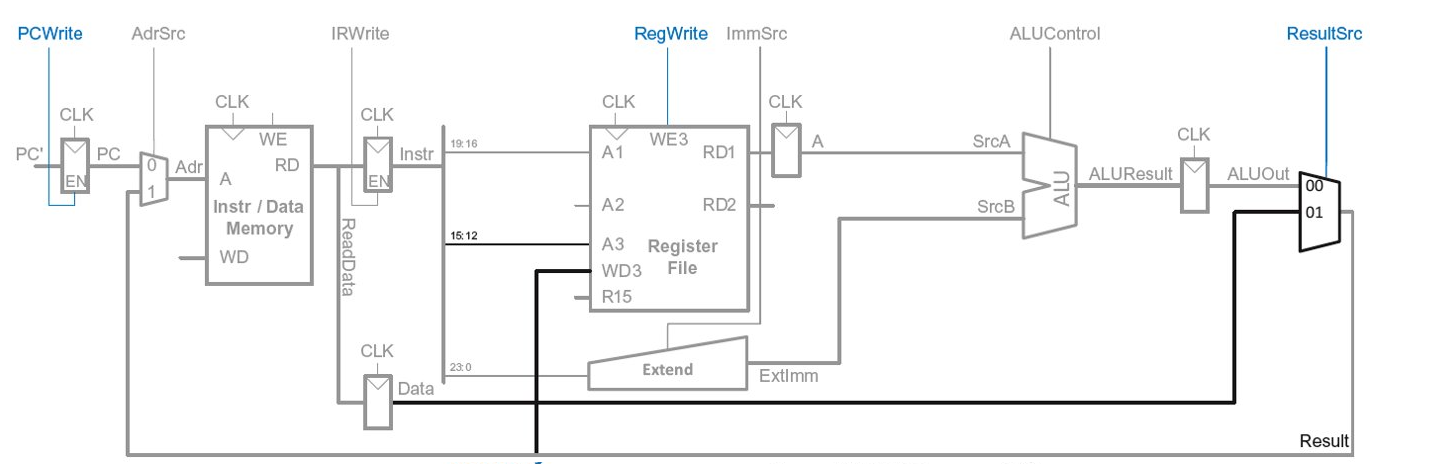 PCWrite AdrSrc IRWrite RegWrite ImmSrc ALUControl ResultSrc
CLK CLK CLK CLK CLK CLK
PC' PC EN
0
1
Adr
WE
A RD
Instr / Data
Memory
WD
EN
Instr
ReadData
19:16
15:12
23:0
A1 WE3 RD1
A2 RD2
A3
WD3
R15
Register
File
A
SrcA
SrcB
ALU
ALUResult
ALUOut
00
01
Extend
ExtImm
CLK
Data
Result